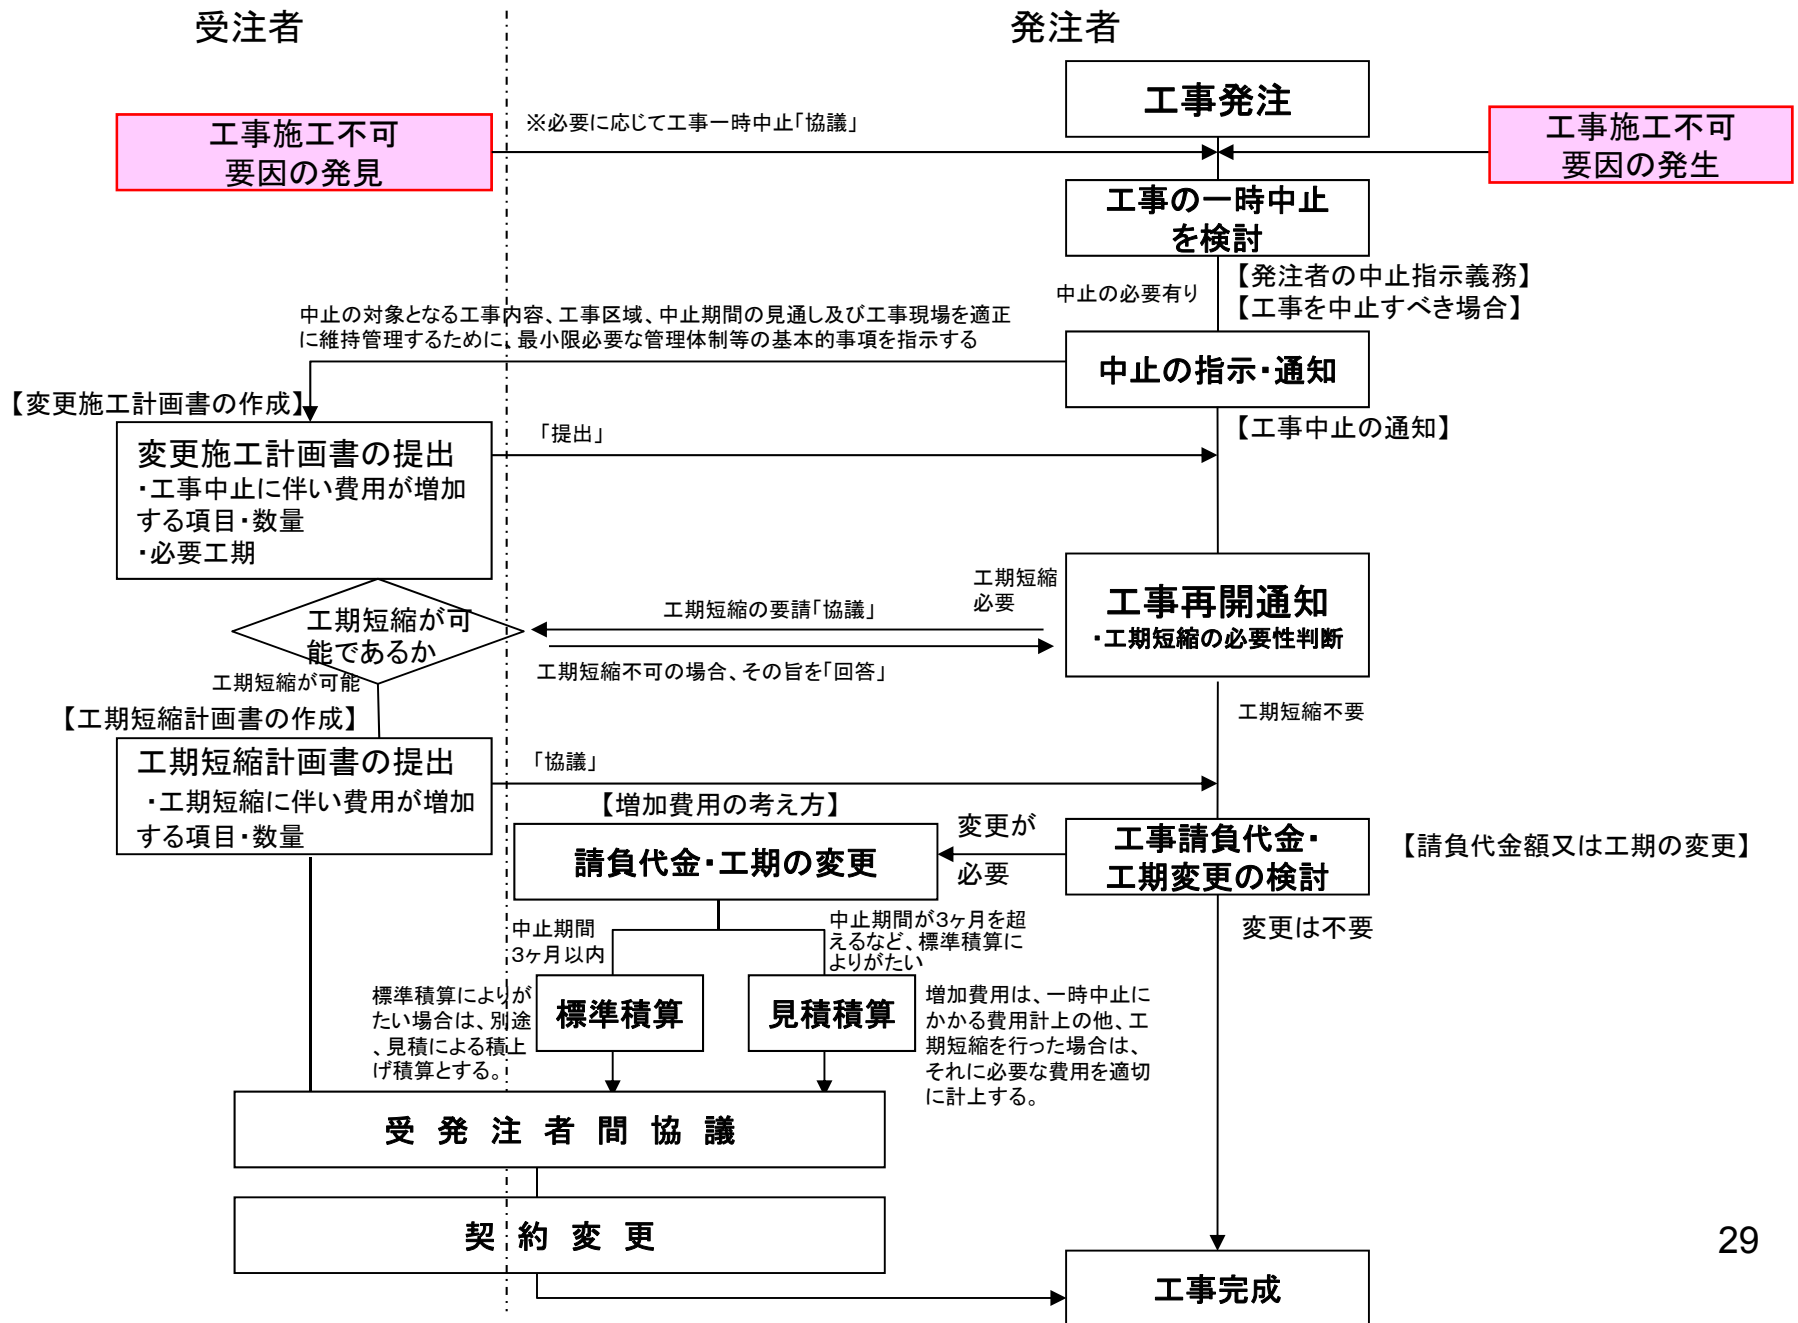 受注者
発注者
工事発注
工事施工不可
要因の発見
※必要に応じて工事一時中止「協議」
工事施工不可
要因の発生
工事の一時中止
を検討
【発注者の中止指示義務】
【工事を中止すべき場合】
中止の必要有り
中止の対象となる工事内容、工事区域、中止期間の見通し及び工事現場を適正
に維持管理するために、最小限必要な管理体制等の基本的事項を指示する
中止の指示・通知
【工事中止の通知】
【変更施工計画書の作成】
変更施工計画書の提出
・工事中止に伴い費用が増加
する項目・数量
・必要工期
「提出」
工期短縮
必要
工事再開通知
・工期短縮の必要性判断
工期短縮の要請「協議」
工期短縮が可
能であるか
工期短縮不可の場合、その旨を「回答」
工期短縮が可能
工期短縮不要
【工期短縮計画書の作成】
工期短縮計画書の提出
・工期短縮に伴い費用が増加
する項目・数量
「協議」
【増加費用の考え方】
請負代金・工期の変更
変更が
必要
工事請負代金・
工期変更の検討
【請負代金額又は工期の変更】
変更は不要
中止期間
3ヶ月以内
中止期間が3ヶ月を超
えるなど、標準積算に
よりがたい
標準積算によりが
たい場合は、別途
、見積による積上
げ積算とする。
標準積算
見積積算
増加費用は、一時中止に
かかる費用計上の他、工
期短縮を行った場合は、
それに必要な費用を適切
に計上する。
受発注者間協議
契約変更
工事完成
29